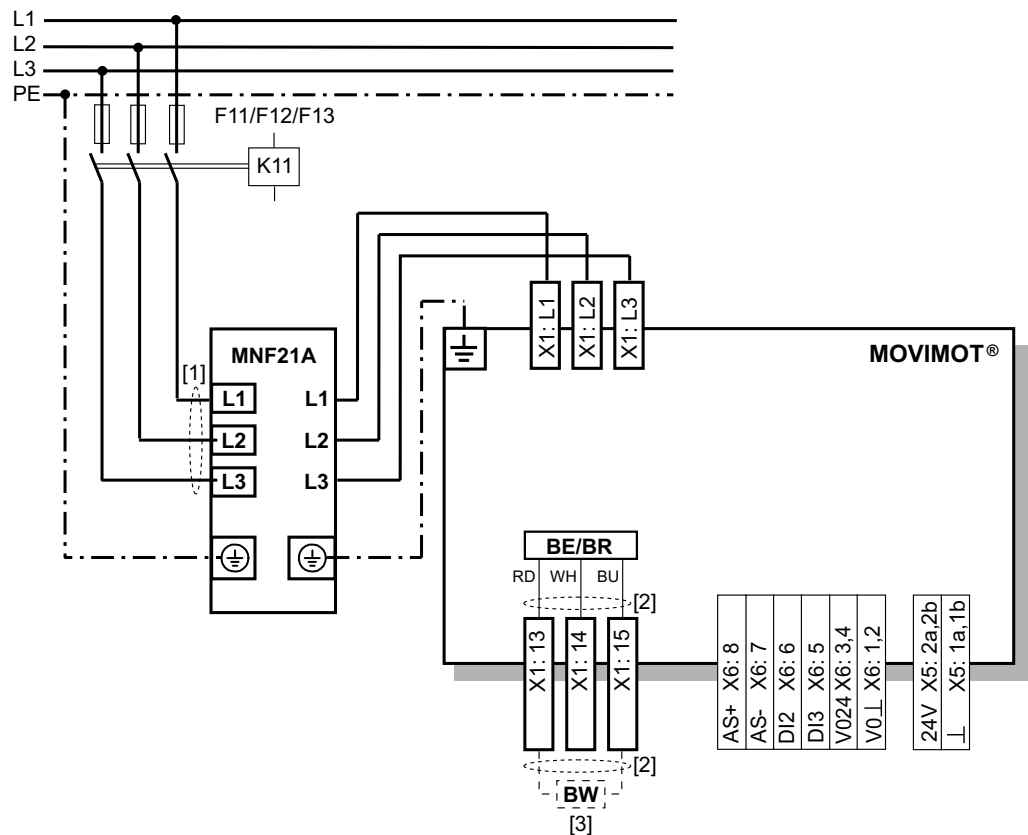 L1
L2
L3
PE
F11/F12/F13
K11
MNF21A
[1]
L1 L1
L2 L2
L3 L3
X1: L1
X1: L2
X1: L3
MOVIMOT®
BE/BR
RD WH BU
[2]
X1: 13
X1: 14
X1: 15
[2]
BW
[3]
AS+ X6: 8
AS- X6: 7
DI2 X6: 6
DI3 X6: 5
V024 X6: 3,4
V0⊥ X6: 1,2
24V X5: 2a,2b
⊥ X5: 1a,1b